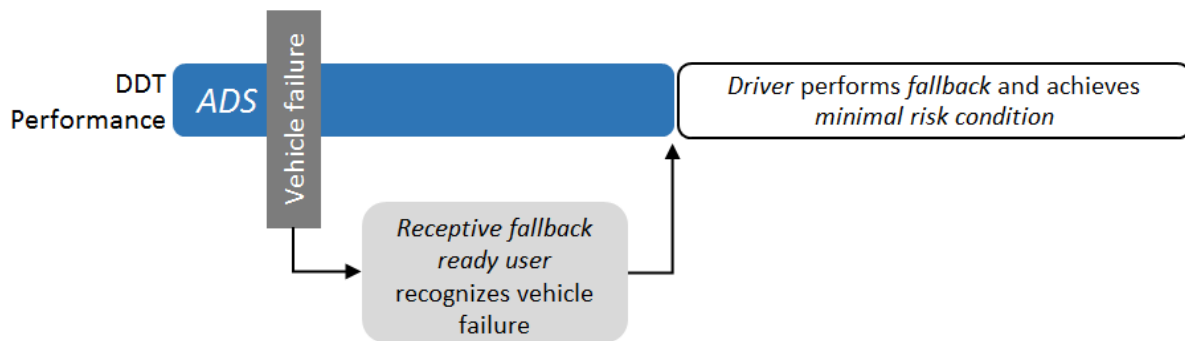 DDT
Performance
ADS
Vehicle failure
Driver performs fallback and achieves
minimal risk condition
Receptive fallback
ready user
recognizes vehicle
failure